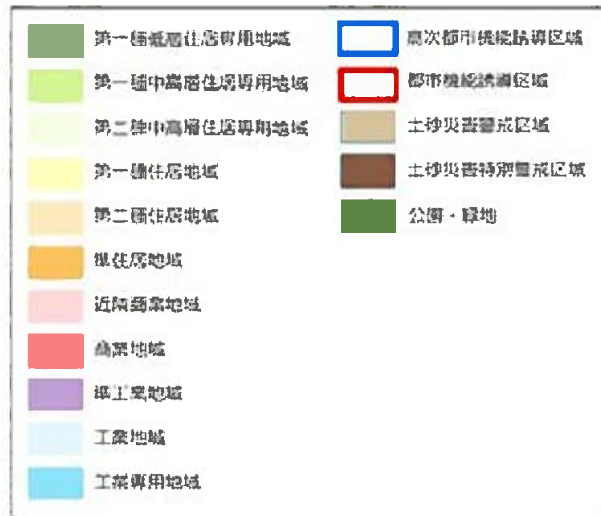 第一種低層住居専用地域
第一種中高層住居専用地域
第二種中高層住居専用地域
第一種住居地域
第二種住居地域
準住居地域
近隣商業地域
商業地域
準工業地域
工業地域
工業専用地域
高次都市機能誘導区域
都市機能誘導区域
土砂災害警戒区域
土砂災害特別警戒区域
公園・緑地